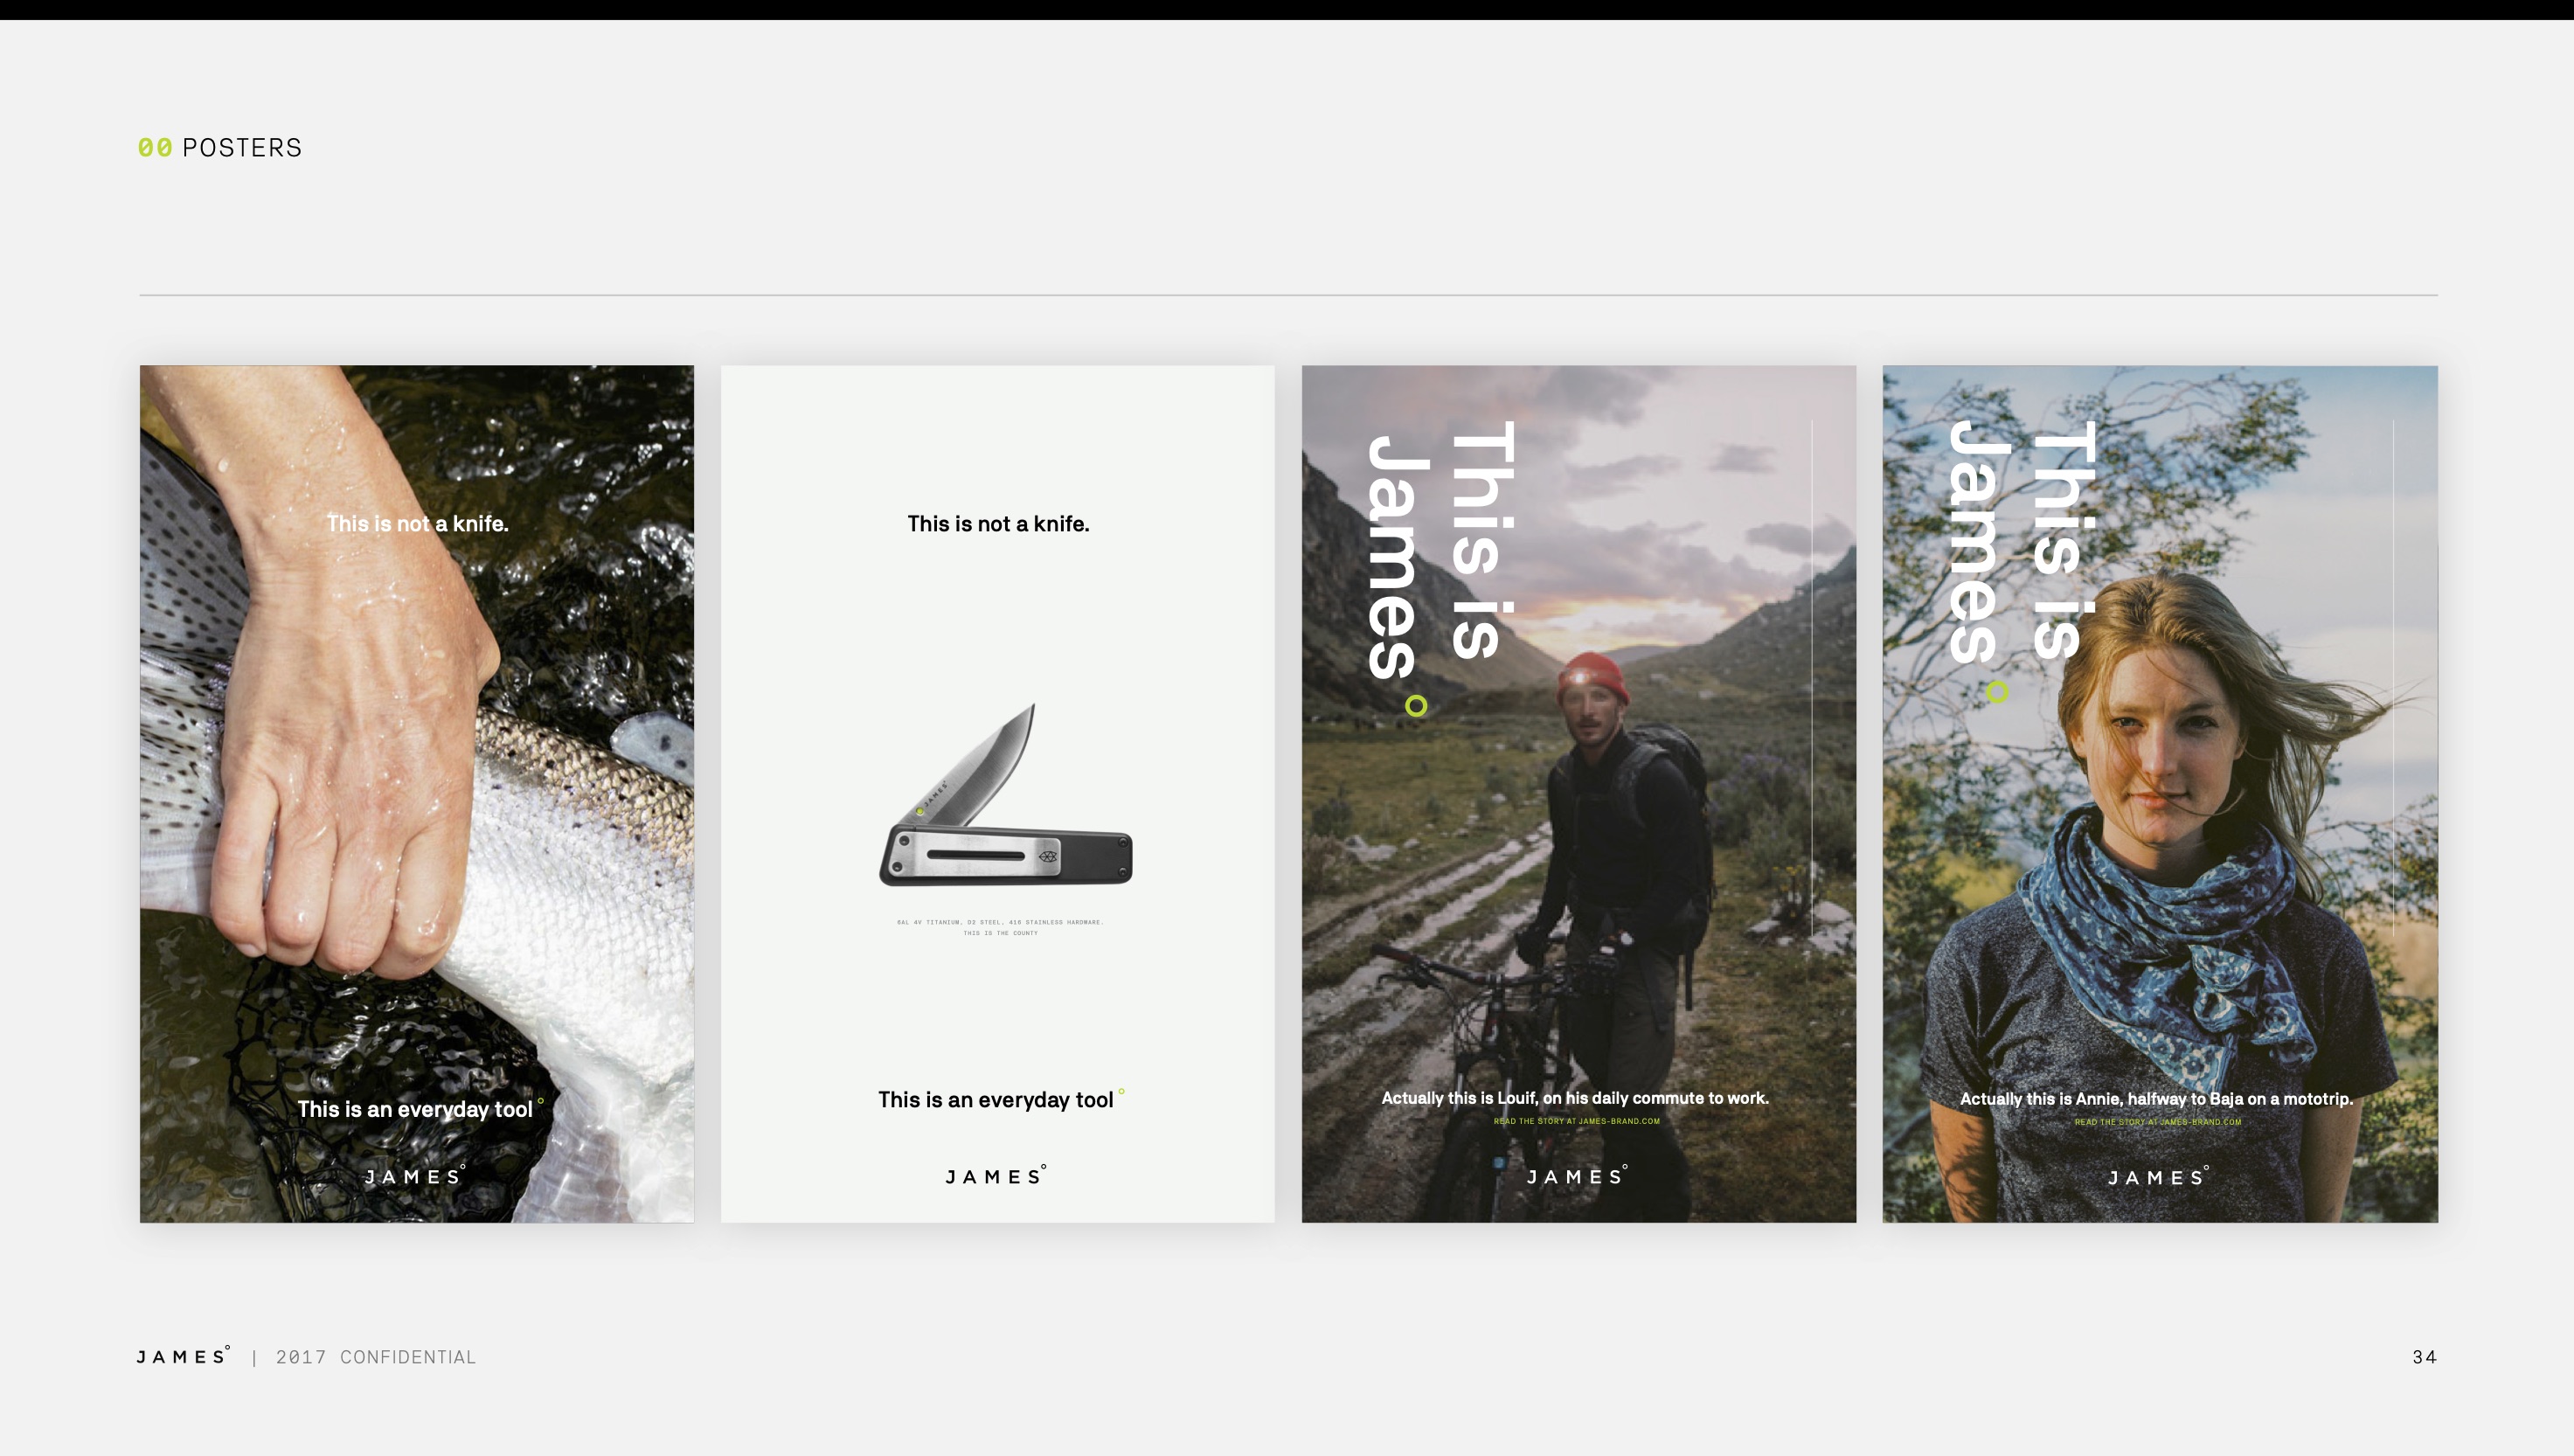 00 POSTERS
This is not a knife.
This is an everyday tool°
JAMES°
This is not a knife.
JAMES°
6AL 4V TITANIUM, D2 STEEL, 416 STAINLESS HARDWARE.
THIS IS THE COUNTY
This is an everyday tool°
JAMES°
This is
James°
Actually this is Louif, on his daily commute to work.
READ THE STORY AT JAMES-BRAND.COM
JAMES°
This is
James°
Actually this is Annie, halfway to Baja on a mototrip.
READ THE STORY AT JAMES-BRAND.COM
JAMES°
JAMES° | 2017 CONFIDENTIAL
34